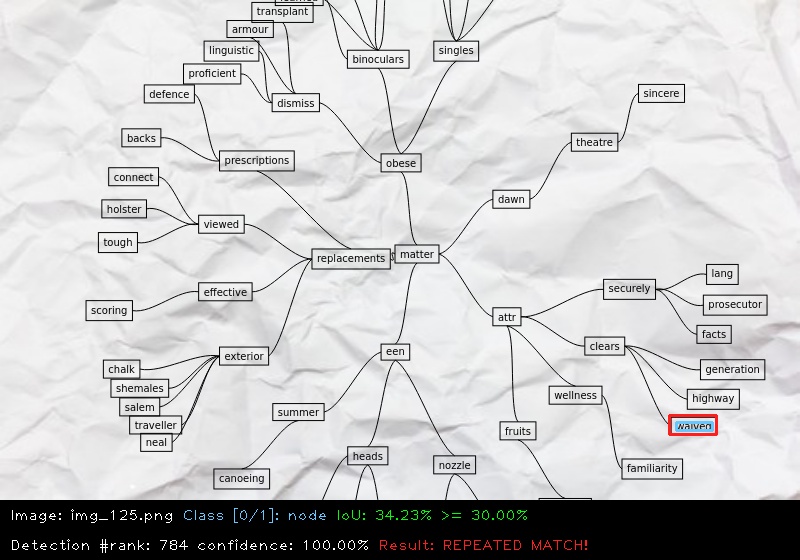 transplant
armour
linguistic
binoculars
singles
proficient
defence
dismiss
sincere
backs
theatre
prescriptions
obese
connect
dawn
holster
viewed
tough
replacements
matter
lang
securely
effective
prosecutor
scoring
attr
facts
clears
een
exterior
chalk
generation
shemales
wellness
highway
salem
summer
traveller
waived
fruits
neal
heads
nozzle
familiarity
canoeing
Image: img_125.png Class [0/1]: node IoU: 34.23% >= 30.00%
Detection #rank: 784 confidence: 100.00% Result: REPEATED MATCH!